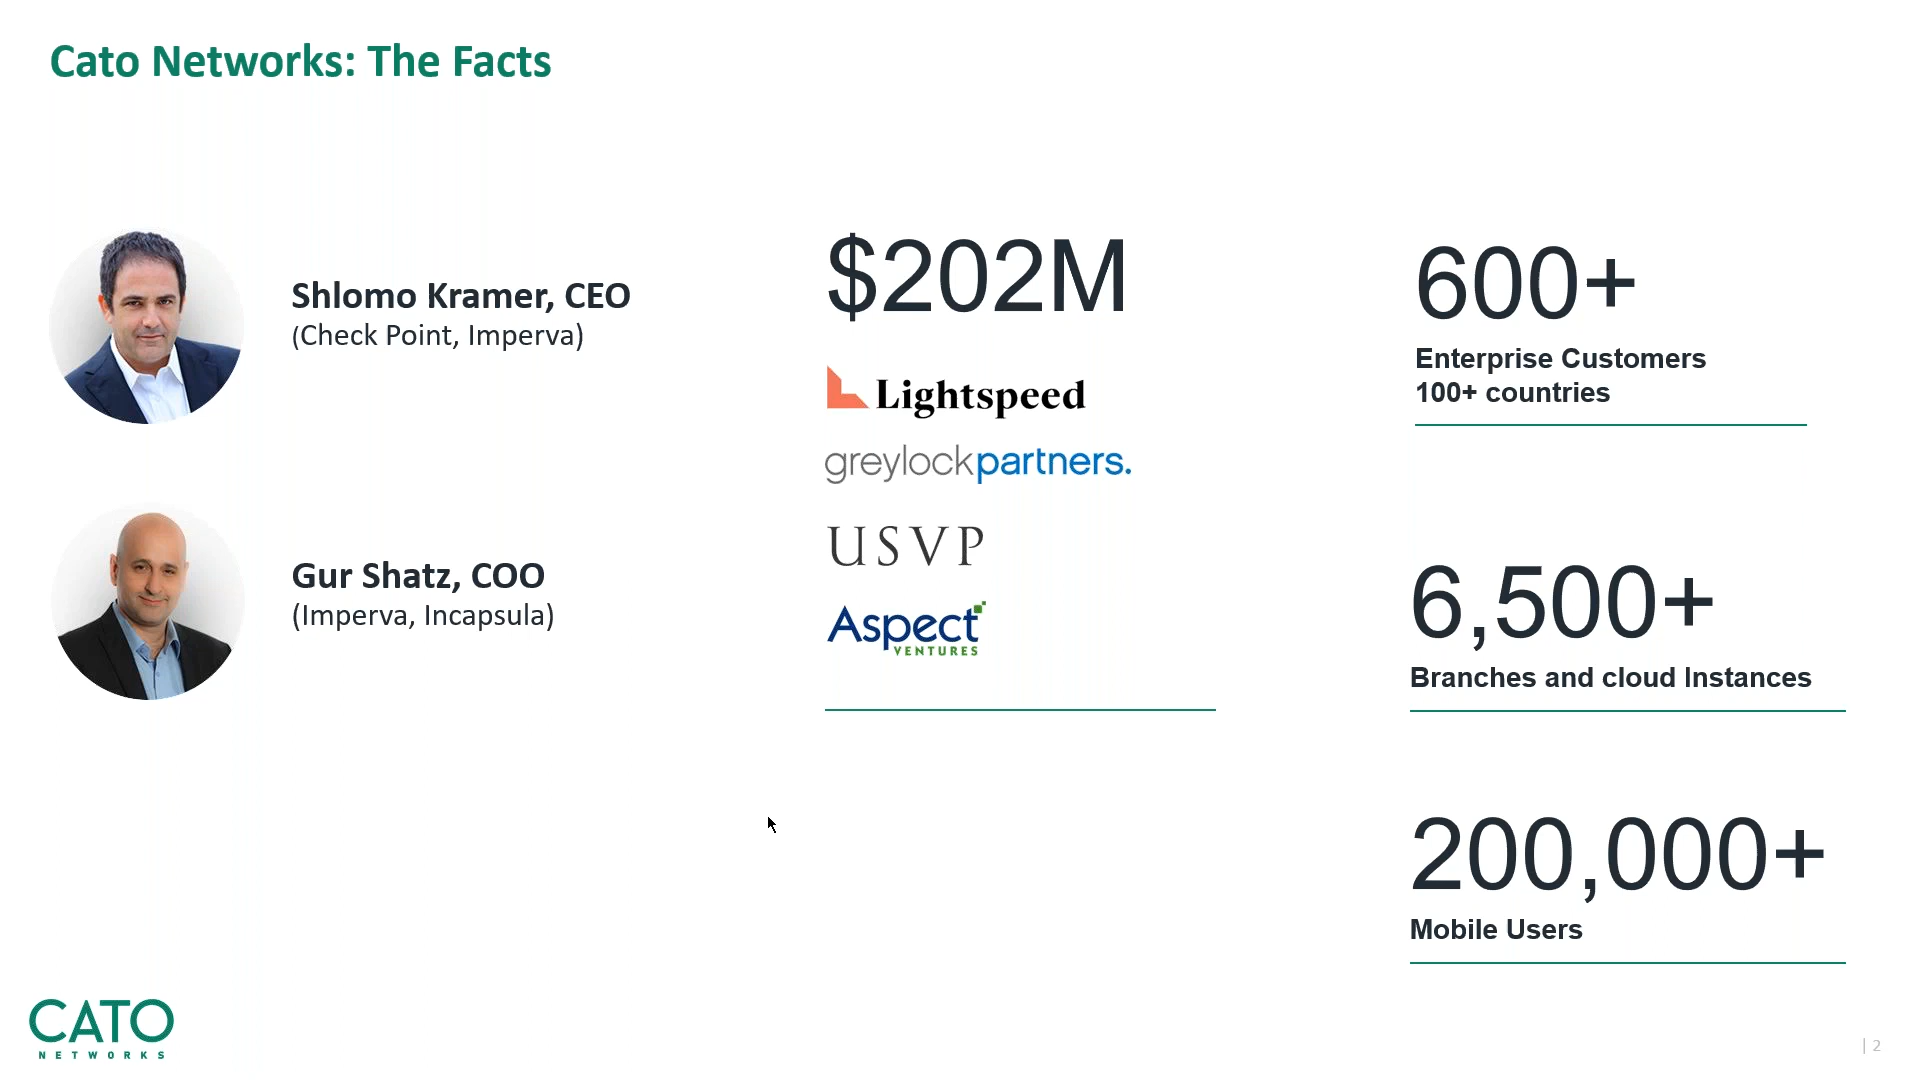 Cato Networks: The Facts
Shlomo Kramer, CEO
(Check Point, Imperva)
Gur Shatz, COO
(Imperva, Incapsula)
$202M
Lightspeed
greylockpartners.
USVP
Aspect
VENTURES
600+
Enterprise Customers
100+ countries
6,500+
Branches and cloud Instances
200,000+
Mobile Users
CATO
NETWORKS
| 2